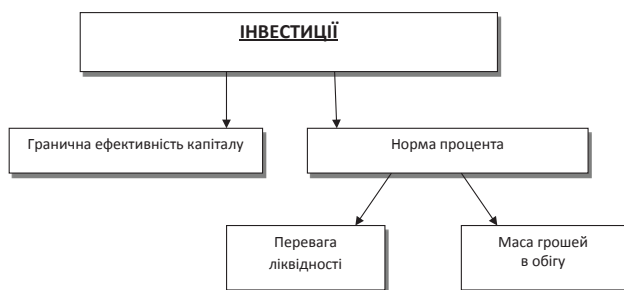 ІНВЕСТИЦІЇ
Гранична ефективність капіталу
Норма процента
Перевага
ліквідності
Маса грошей
в обігу